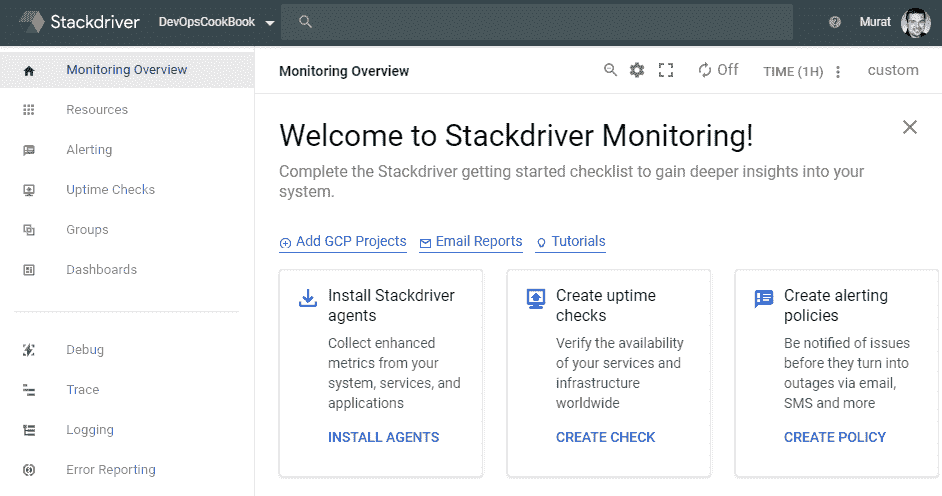 Stackdriver DevOpsCookBook Murat
Monitoring Overview
Resources
Alerting
Uptime Checks
Groups
Dashboards
Debug
Trace
Logging
Error Reporting
Monitoring Overview Off TIME (1H) custom
Welcome to Stackdriver Monitoring!
Complete the Stackdriver getting started checklist to gain deeper insights into your
system.
Add GCP Projects Email Reports Tutorials
Install Stackdriver
agents
Collect enhanced
metrics from your
system, services, and
applications
INSTALL AGENTS
Create uptime
checks
Verify the availability
of your services and
infrastructure
worldwide
CREATE CHECK
Create alerting
policies
Be notified of issues
before they turn into
outages via email,
SMS and more
CREATE POLICY